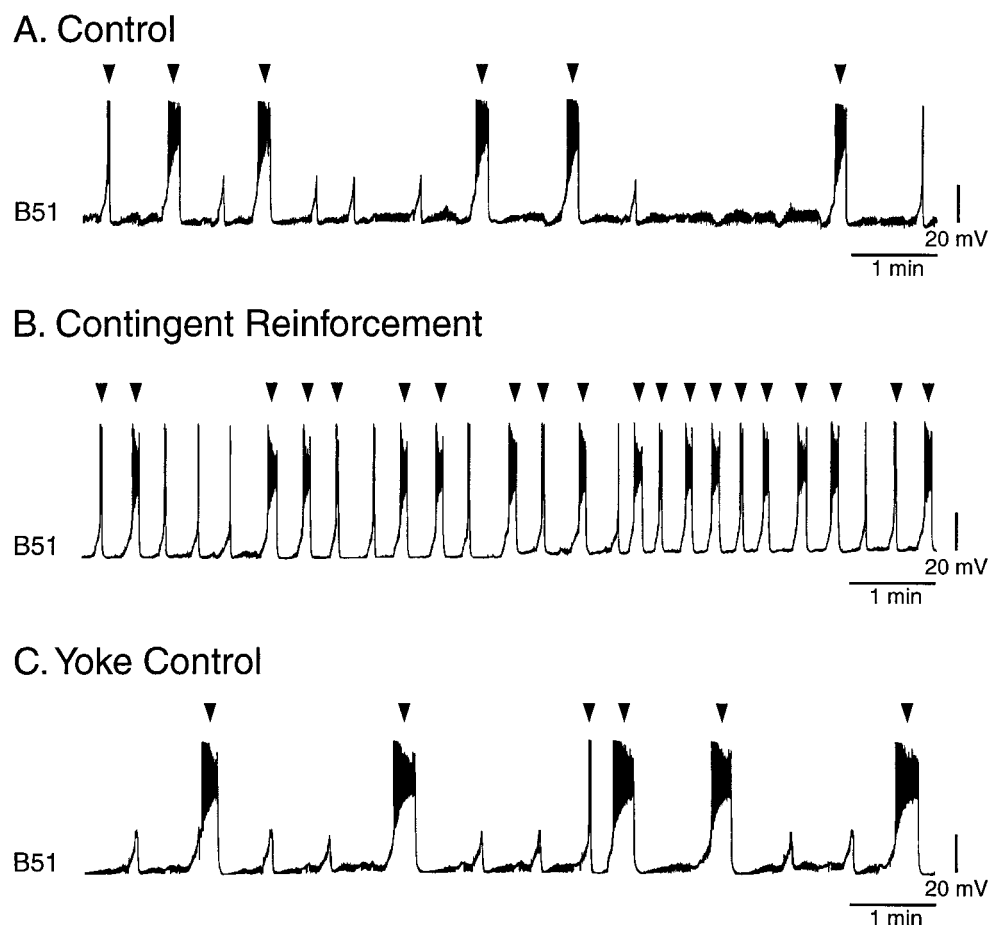 A. Control
B51
20 mV
1 min
B. Contingent Reinforcement
B51
20 mV
1 min
C. Yoke Control
B51
20 mV
1 min